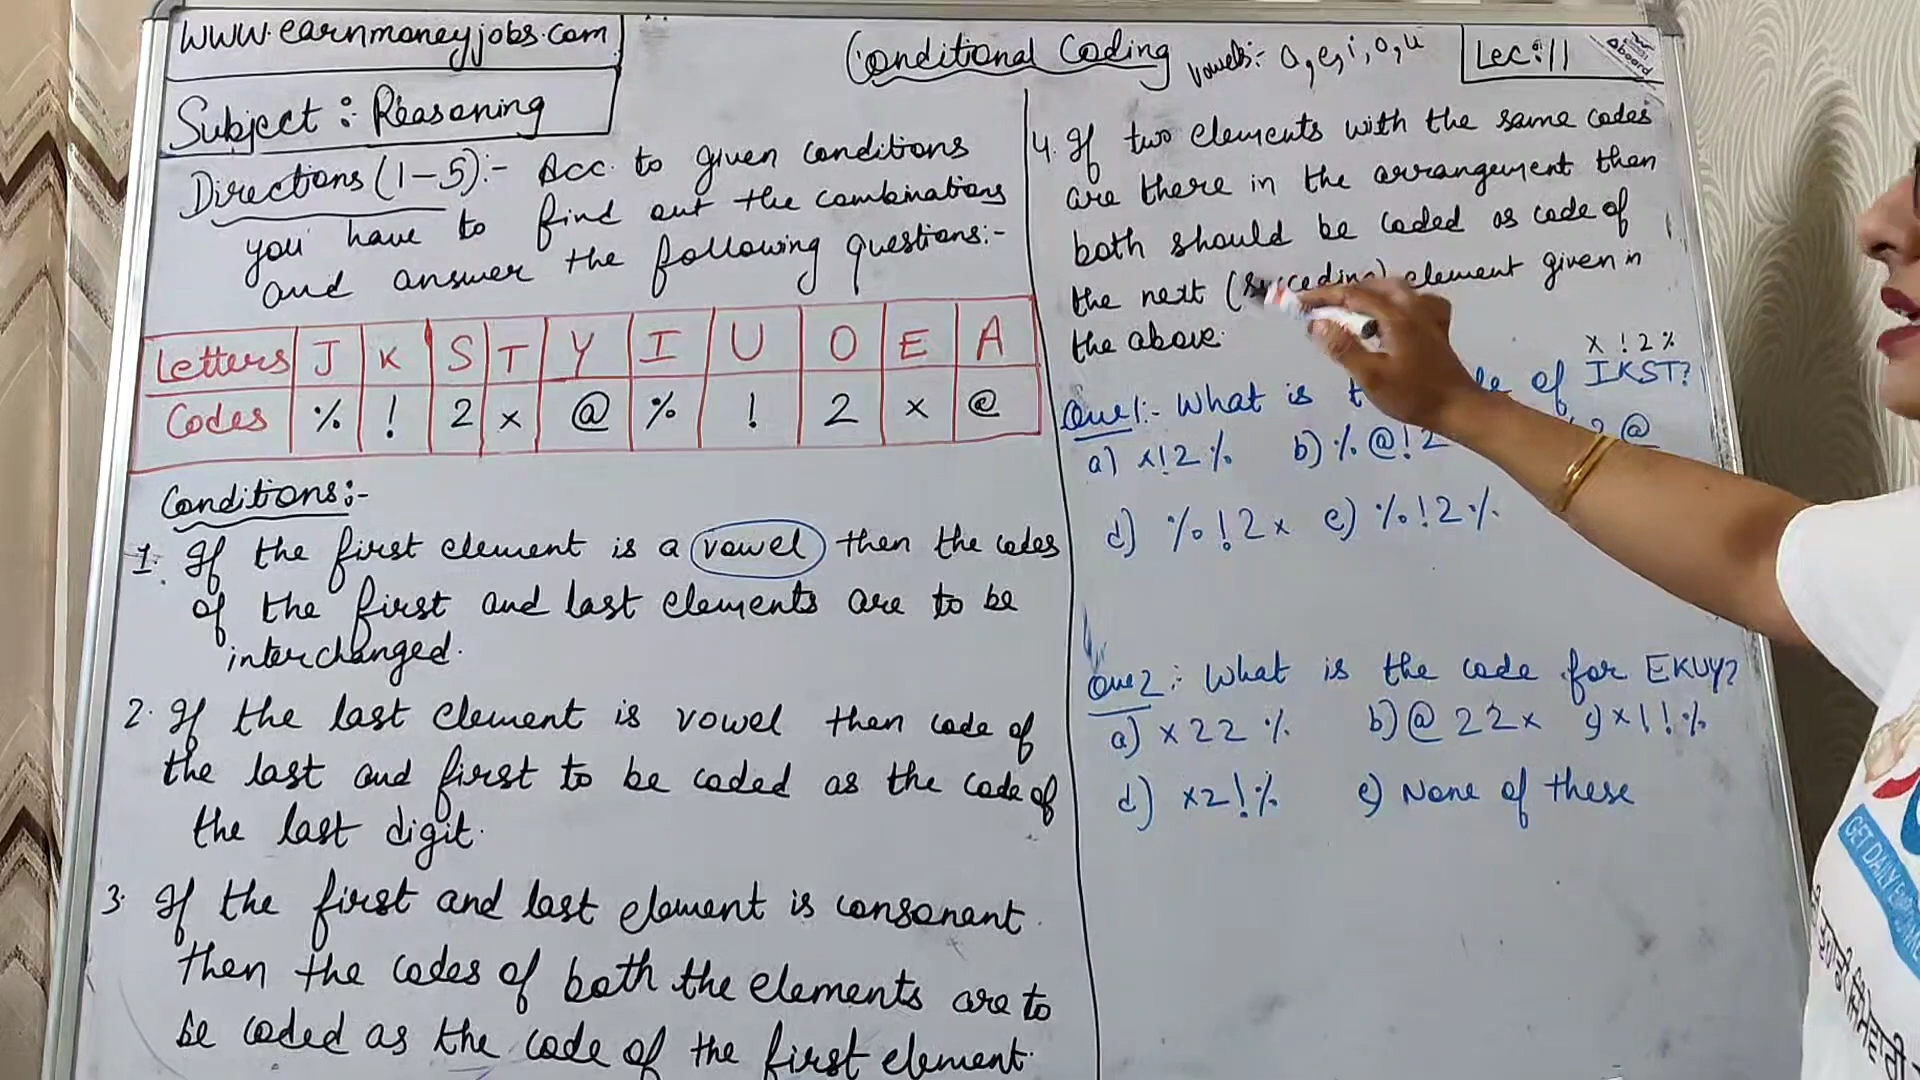 www.earnmoneyjobs.com
Conditional Coding
vowels:- a, e, i, o, u
Lec:11
Aboard
Subject: Reasoning
Directions (1-5):- Acc. to given conditions
you have to find out the combinations
and answer the following questions:-
Letters J K S T Y I U O E A
Codes % ! 2 x @ % ! 2 x @
Conditions:-
1. If the first element is a vowel then the codes
of the first and last elements are to be
interchanged.
2. If the last element is vowel then code of
the last and first to be coded as the code of
the last digit.
3. If the first and last element is consonant
then the codes of both the elements are to
be coded as the code of the first element.
4. If two elements with the same codes
are there in the arrangement then
both should be coded as code of
the next element given in
the above.
x ! 2 %
Que1:- What is of IKST?
a) x!2% b) %@!2 2 @
d) %!2x e) %!2%
Que2:- What is the code for EKUY?
a) x22% b) @22x c) x!!%
d) x2!% e) None of these
GET DAILY